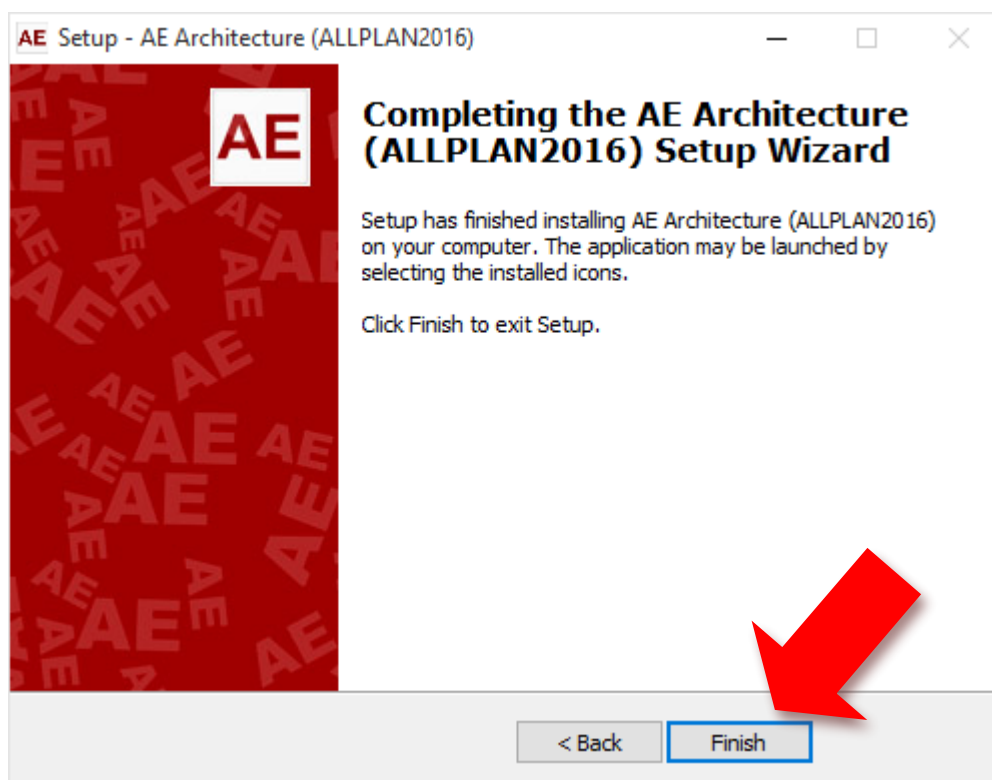 AE Setup - AE Architecture (ALLPLAN2016)
AE
Completing the AE Architecture
(ALLPLAN2016) Setup Wizard
Setup has finished installing AE Architecture (ALLPLAN2016)
on your computer. The application may be launched by
selecting the installed icons.
Click Finish to exit Setup.
< Back
Finish